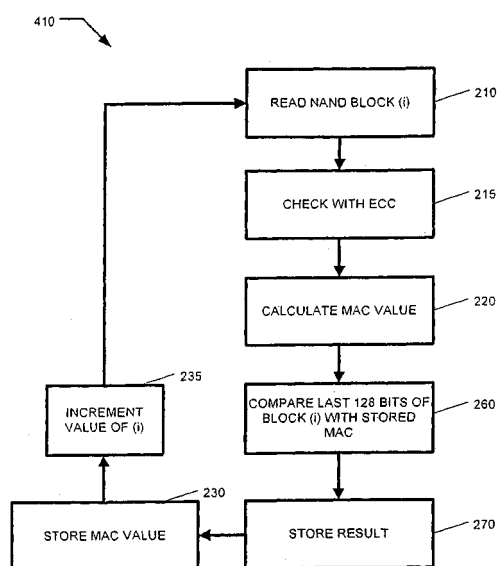 410
READ NAND BLOCK (i)
210
CHECK WITH ECC
215
CALCULATE MAC VALUE
220
COMPARE LAST 128 BITS OF
BLOCK (i) WITH STORED
MAC
260
STORE RESULT
270
STORE MAC VALUE
230
INCREMENT
VALUE OF (i)
235